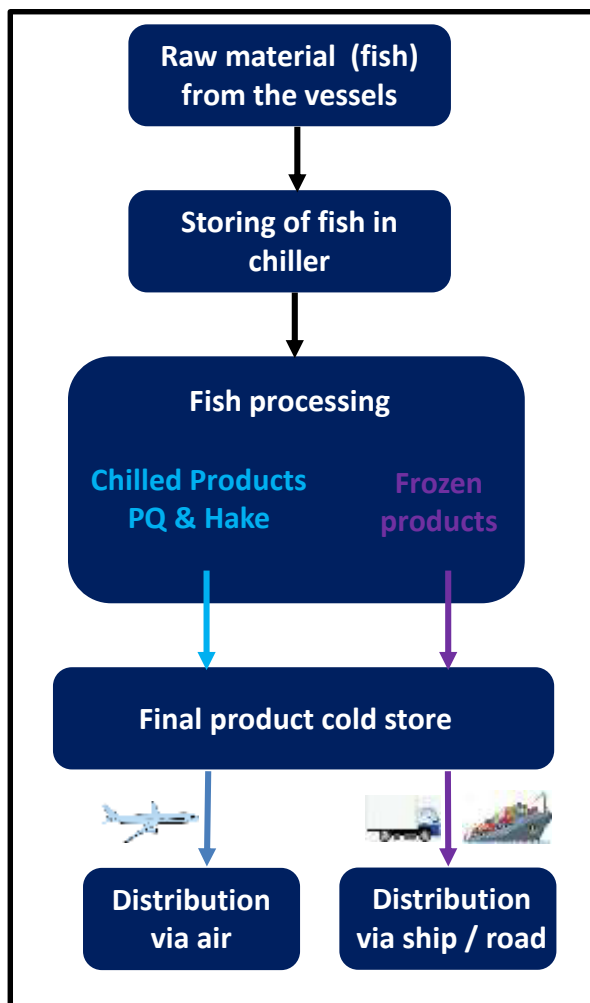 Raw material  (fish)
from the vessels
Storing of fish in
chiller
Fish processing
Chilled Products
PQ & Hake
Frozen
products
Final product cold store
Distribution
via air
Distribution
via ship / road